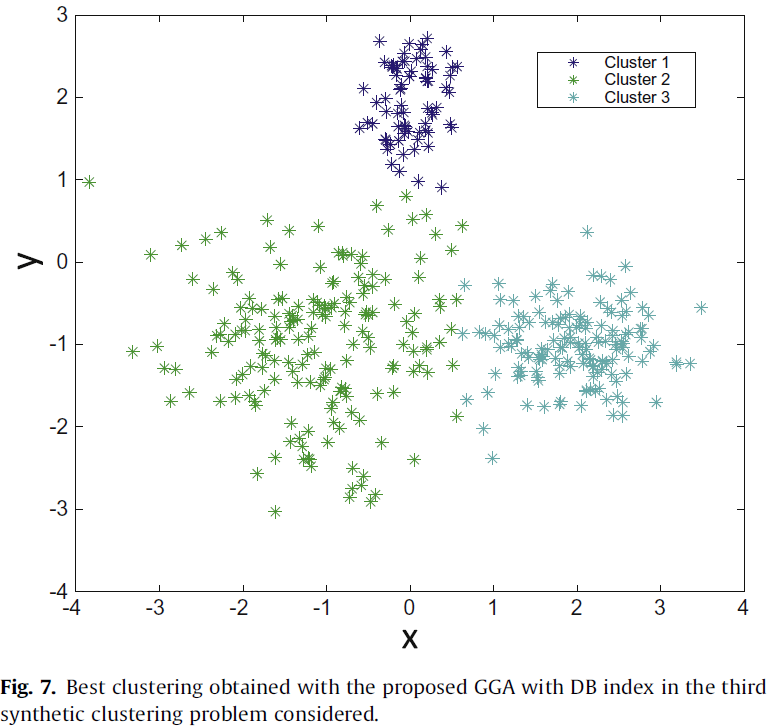 3
2
1
0
-1
-2
-3
-4
y
Cluster 1
Cluster 2
Cluster 3
-4
-3
-2
-1
0
1
2
3
4
x
Fig. 7. Best clustering obtained with the proposed GGA with DB index in the third
synthetic clustering problem considered.